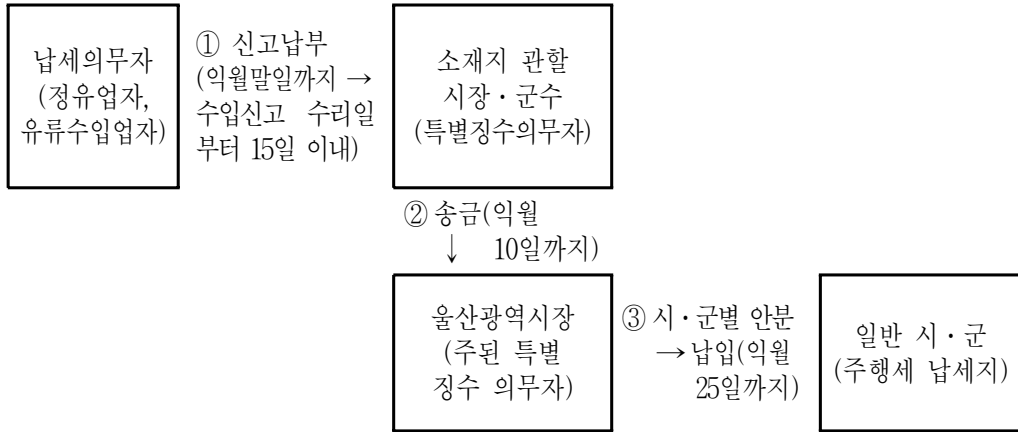 납세의무자
(정유업자,
유류수입업자)
① 신고납부
(익월말일까지 →
수입신고 수리일
부터 15일 이내)
소재지 관할
시장·군수
(특별징수의무자)
② 송금(익월
↓ 10일까지)
울산광역시장
(주된 특별
징수 의무자)
③ 시·군별 안분
→납입(익월
25일까지)
일반 시·군
(주행세 납세지)